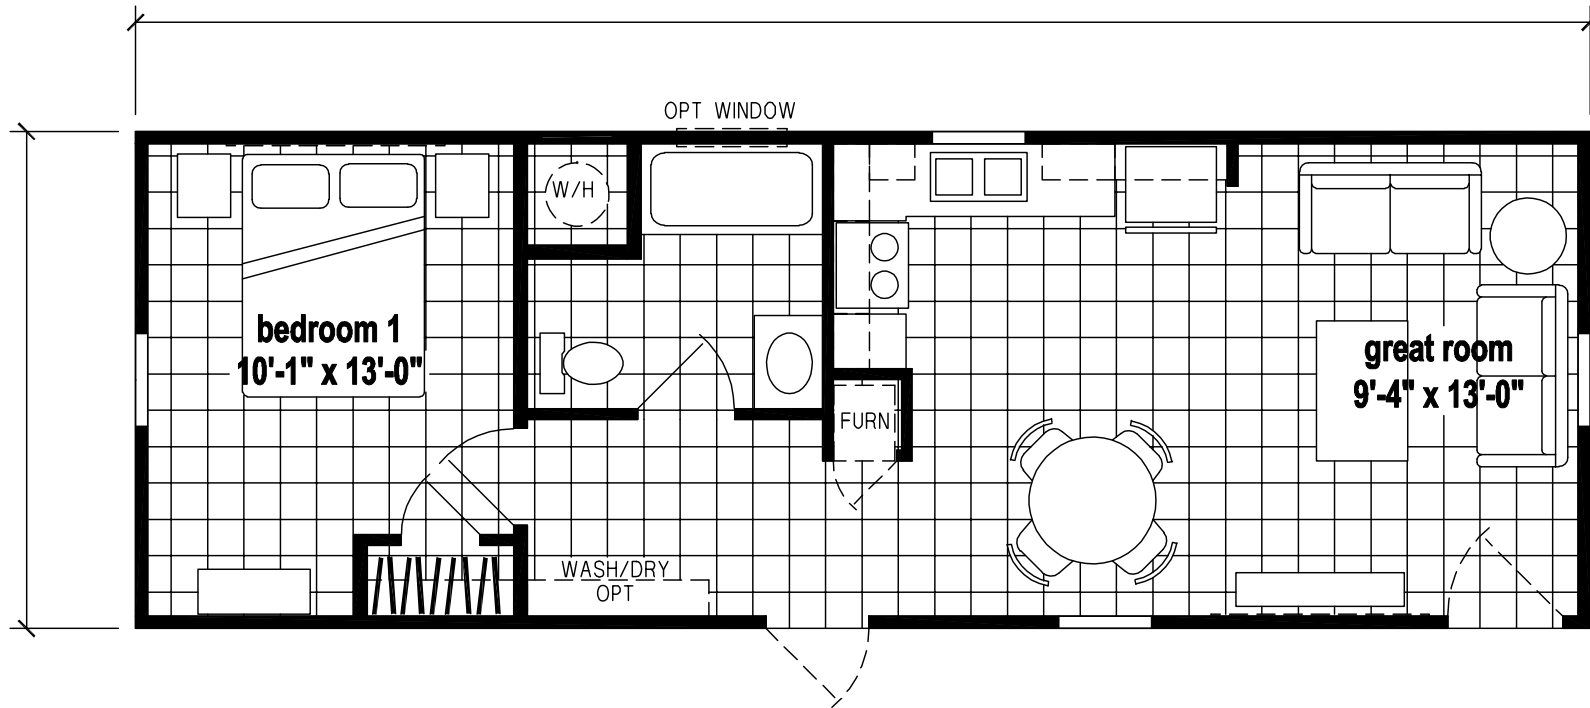 OPT WINDOW
W/H
bedroom 1
10'-1" x 13'-0"
great room
9'-4" x 13'-0"
FURN
WASH/DRY
OPT